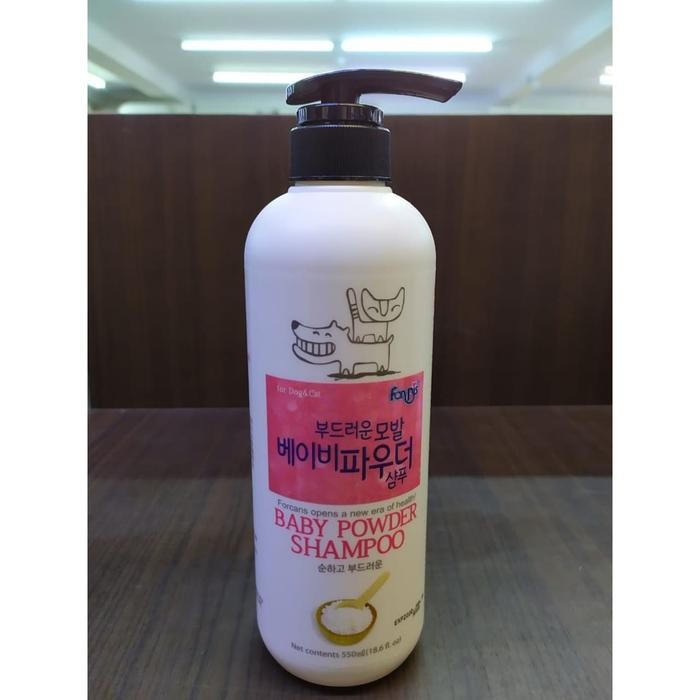 for Dog&Cat
부드러운 모발
베이비파우더
샴푸
Forcans opens a new era of health!
BABY POWDER
SHAMPOO
순하고 부드러운
Net contents 550㎖(18.6 fl. oz)